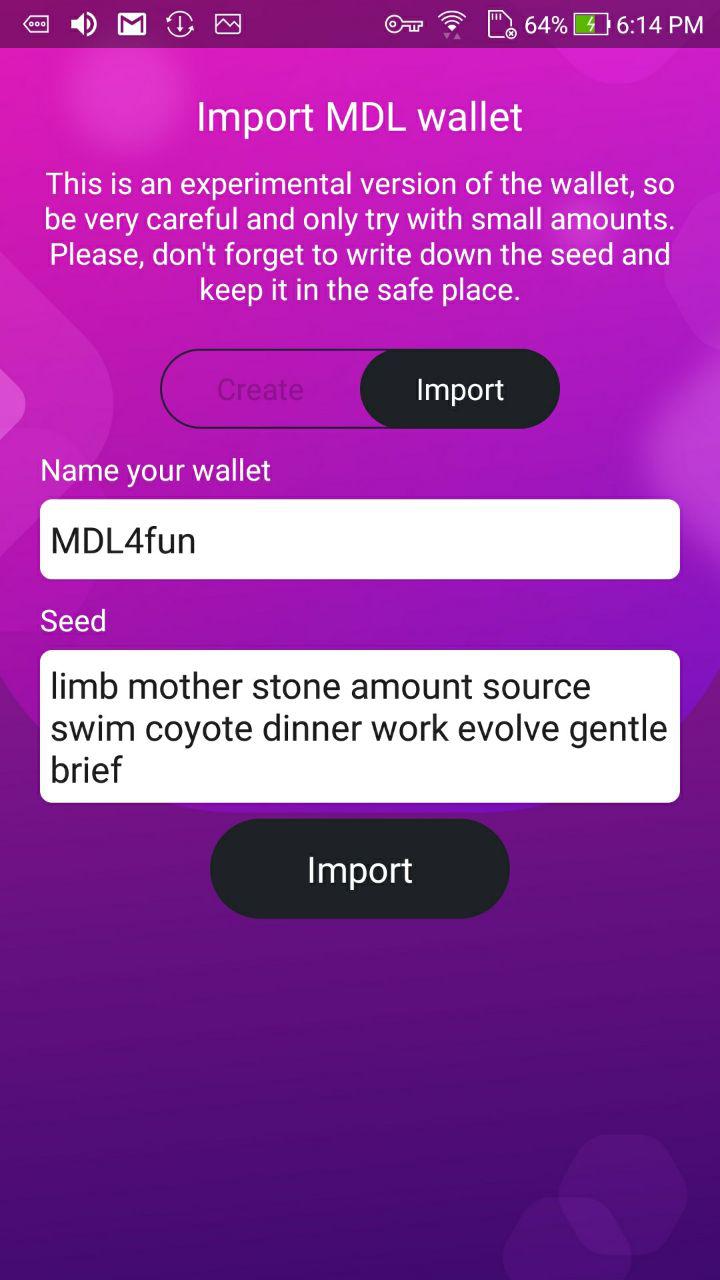 64% 6:14 PM
Import MDL wallet
This is an experimental version of the wallet, so
be very careful and only try with small amounts.
Please, don't forget to write down the seed and
keep it in the safe place.
Create Import
Name your wallet
MDL4fun
Seed
limb mother stone amount source
swim coyote dinner work evolve gentle
brief
Import